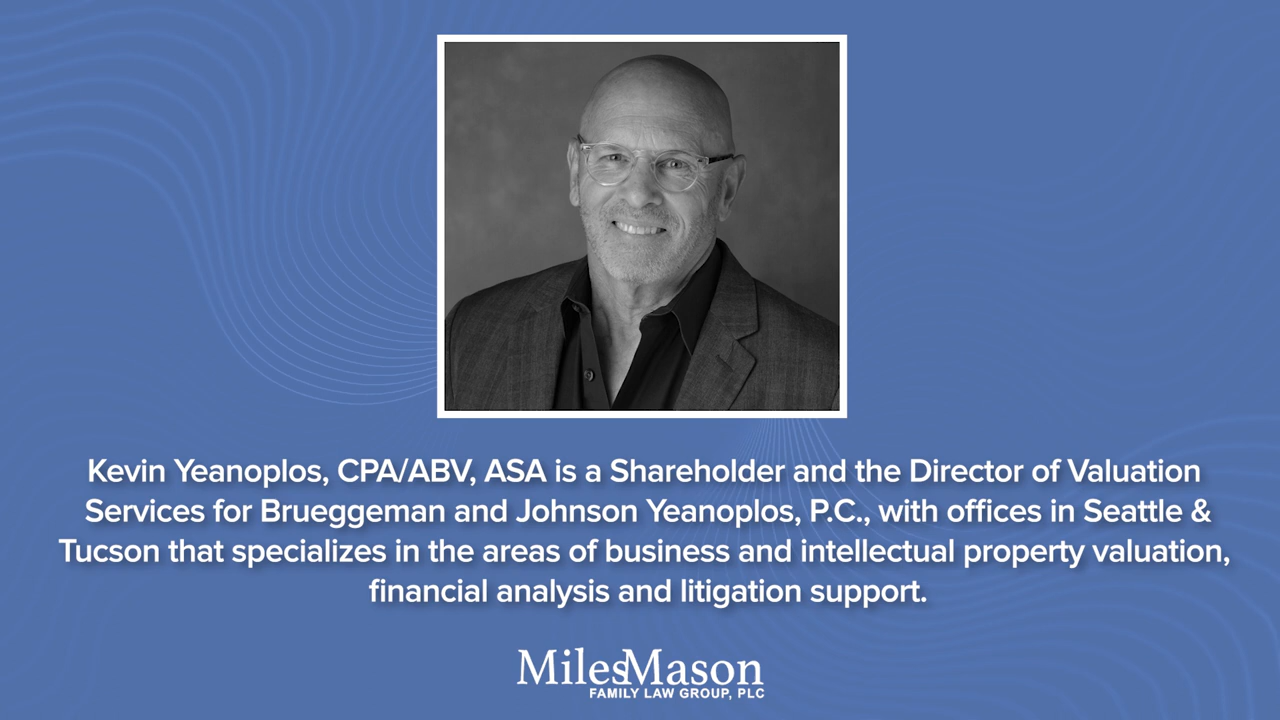 Kevin Yeanoplos, CPA/ABV, ASA is a Shareholder and the Director of Valuation
Services for Brueggeman and Johnson Yeanoplos, P.C., with offices in Seattle &
Tucson that specializes in the areas of business and intellectual property valuation,
financial analysis and litigation support.
MilesMason
FAMILY LAW GROUP, PLC